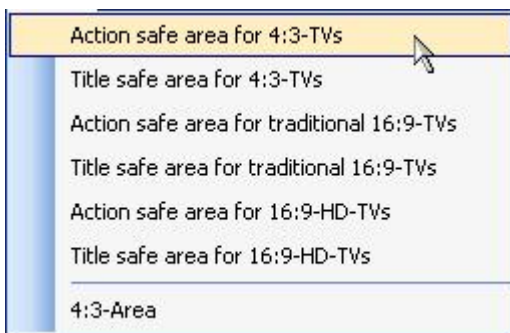 Action safe area for 4:3-TVs
Title safe area for 4:3-TVs
Action safe area for traditional 16:9-TVs
Title safe area for traditional 16:9-TVs
Action safe area for 16:9-HD-TVs
Title safe area for 16:9-HD-TVs
4:3-Area